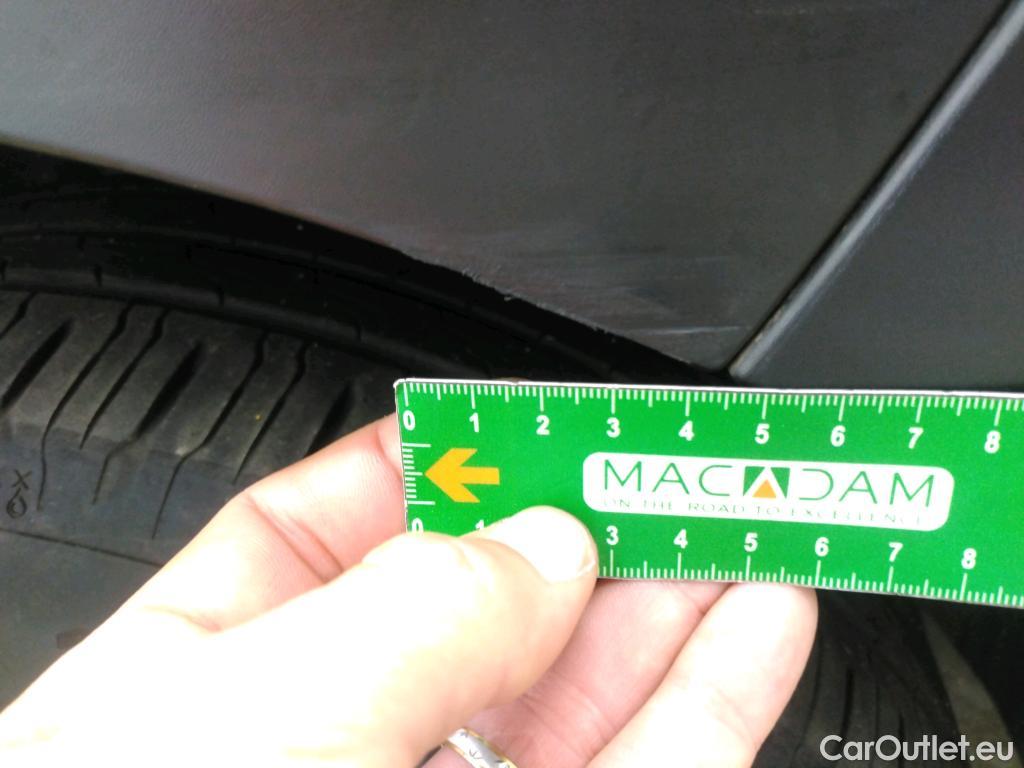 0 1 2 3 4 5 6 7 8
MACADAM
ON THE ROAD TO EXCELLENCE
0 1 3 4 5 6 7 8
CarOutlet.eu